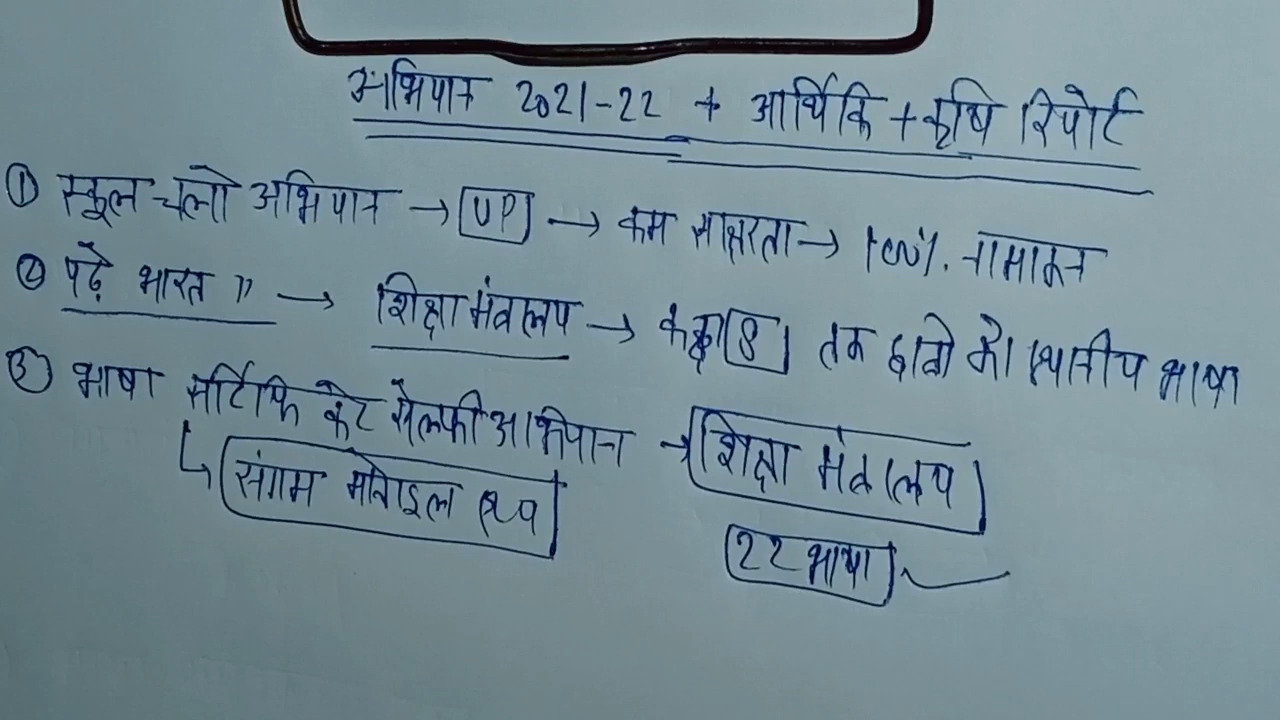 अभियान 2021-22 + आर्थिकि + कृषि रिपोर्ट
① स्कूल चलो अभियान → UP → कम साक्षरता → 100%. नामांकन
② पढ़े भारत " → शिक्षा मंत्रालय → कक्षा 8 तक छात्रो को स्थानीय भाषा
③ भाषा सर्टिफिकेट सेल्फी अभियान → शिक्षा मंत्रालय
↳ संगम मोबाइल एप
22 भाषा